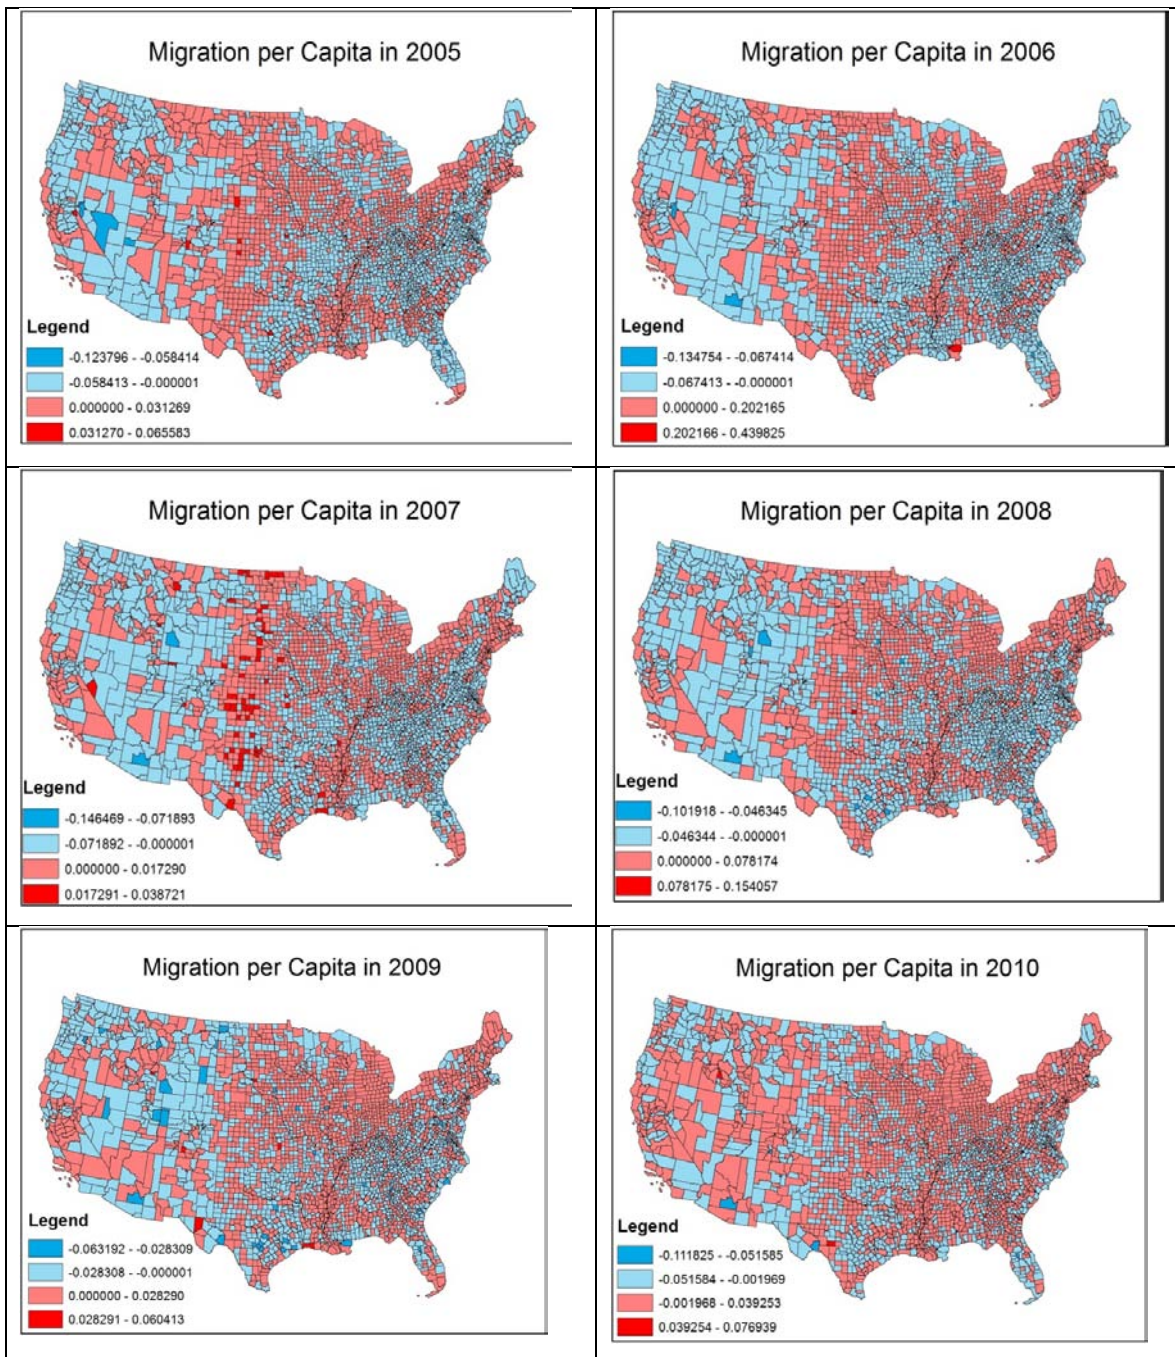 Migration per Capita in 2005
Legend
-0.123796 - -0.058414
-0.058413 - -0.000001
0.000000 - 0.031269
0.031270 - 0.065583
Migration per Capita in 2006
Legend
-0.134754 - -0.067414
-0.067413 - -0.000001
0.000000 - 0.202165
0.202166 - 0.439825
Migration per Capita in 2007
Legend
-0.146469 - -0.071893
-0.071892 - -0.000001
0.000000 - 0.017290
0.017291 - 0.038721
Migration per Capita in 2008
Legend
-0.101918 - -0.046345
-0.046344 - -0.000001
0.000000 - 0.078174
0.078175 - 0.154057
Migration per Capita in 2009
Legend
-0.063192 - -0.028309
-0.028308 - -0.000001
0.000000 - 0.028290
0.028291 - 0.060413
Migration per Capita in 2010
Legend
-0.111825 - -0.051585
-0.051584 - -0.001969
-0.001968 - 0.039253
0.039254 - 0.076939